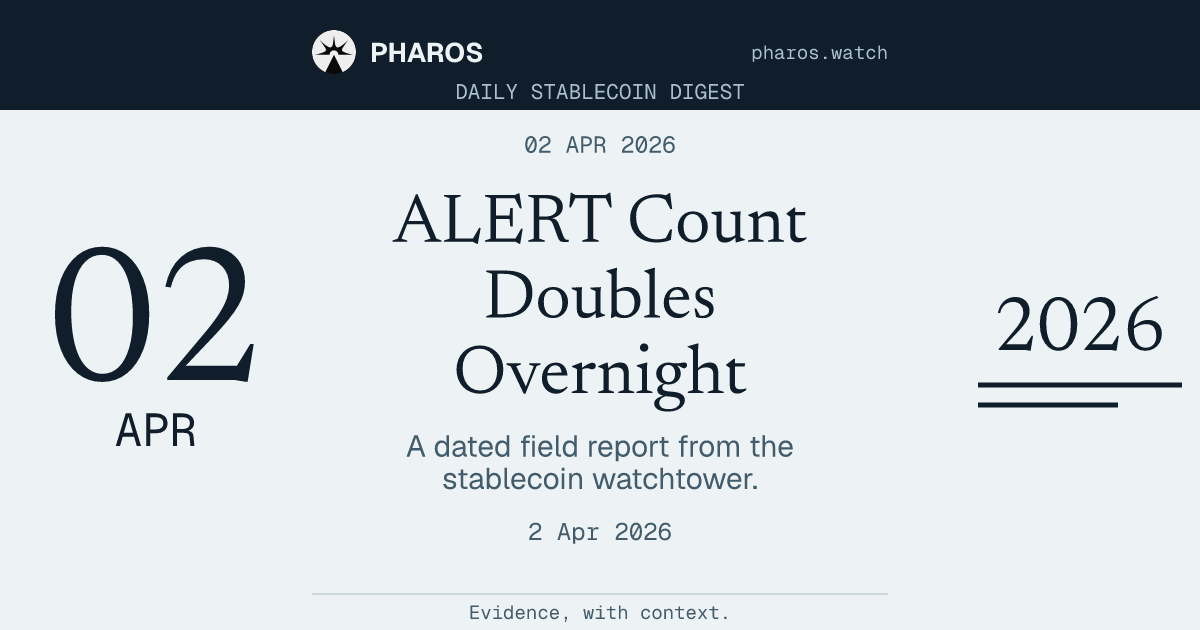 PHAROS
pharos.watch
DAILY STABLECOIN DIGEST
02 APR 2026
02
APR
ALERT Count
Doubles
Overnight
2026
A dated field report from the
stablecoin watchtower.
2 Apr 2026
Evidence, with context.